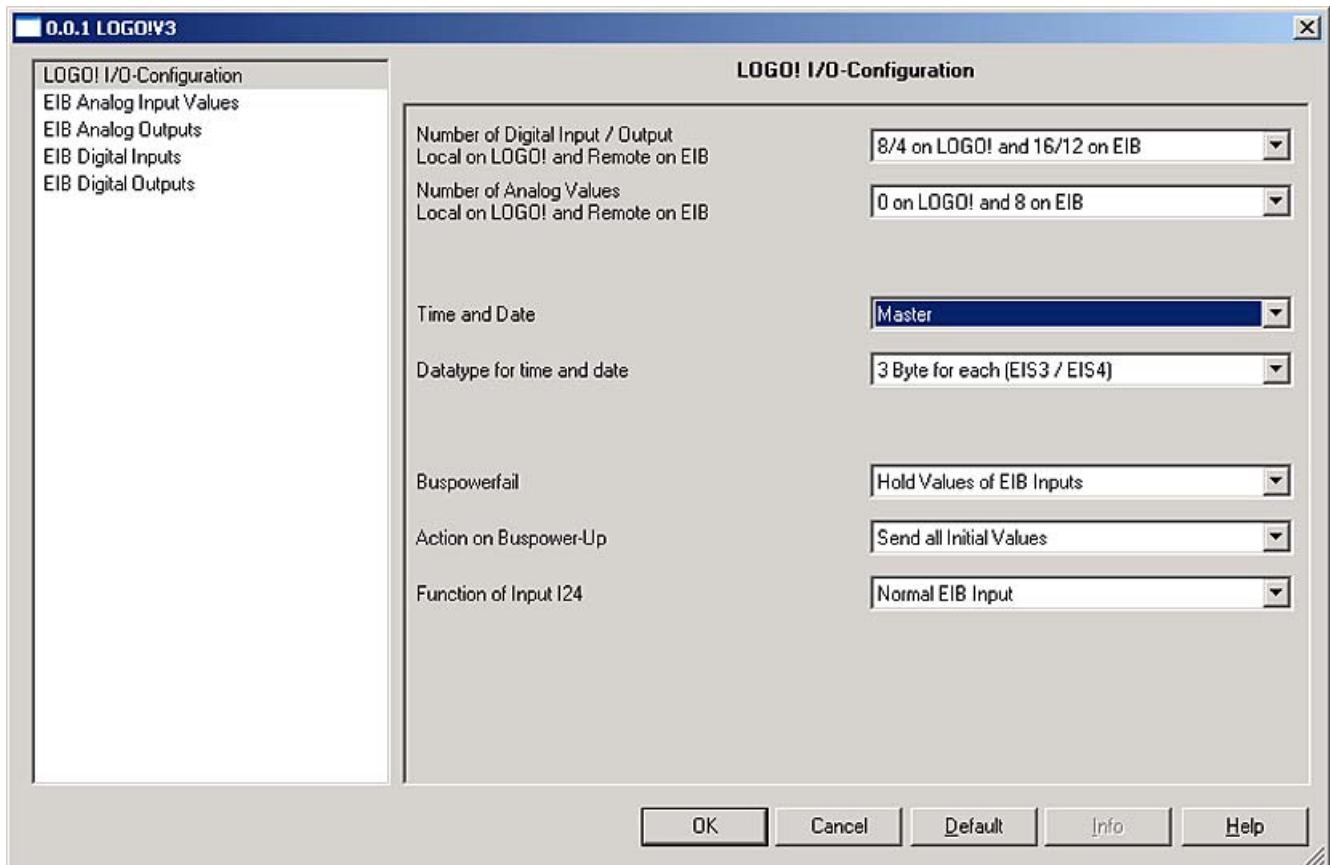 0.0.1 LOGO!V3
LOGO! I/O-Configuration
EIB Analog Input Values
EIB Analog Outputs
EIB Digital Inputs
EIB Digital Outputs
LOGO! I/O-Configuration
Number of Digital Input / Output
Local on LOGO! and Remote on EIB
8/4 on LOGO! and 16/12 on EIB
Number of Analog Values
Local on LOGO! and Remote on EIB
0 on LOGO! and 8 on EIB
Time and Date
Master
Datatype for time and date
3 Byte for each (EIS3 / EIS4)
Buspowerfail
Hold Values of EIB Inputs
Action on Buspower-Up
Send all Initial Values
Function of Input I24
Normal EIB Input
OK
Cancel
Default
Info
Help